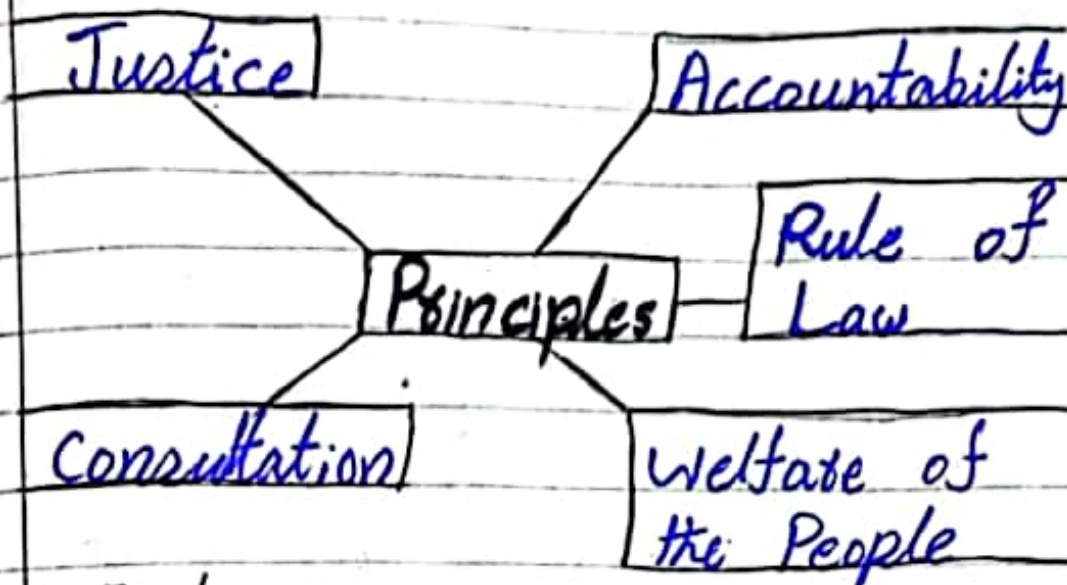 Justice
Accountability
Rule of
Law
Principles
Consultation
Welfare of
the People